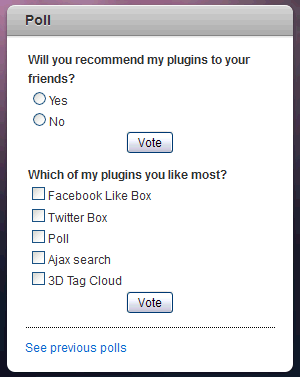 Poll
Will you recommend my plugins to your
friends?
Yes
No
Vote
Which of my plugins you like most?
Facebook Like Box
Twitter Box
Poll
Ajax search
3D Tag Cloud
Vote
See previous polls